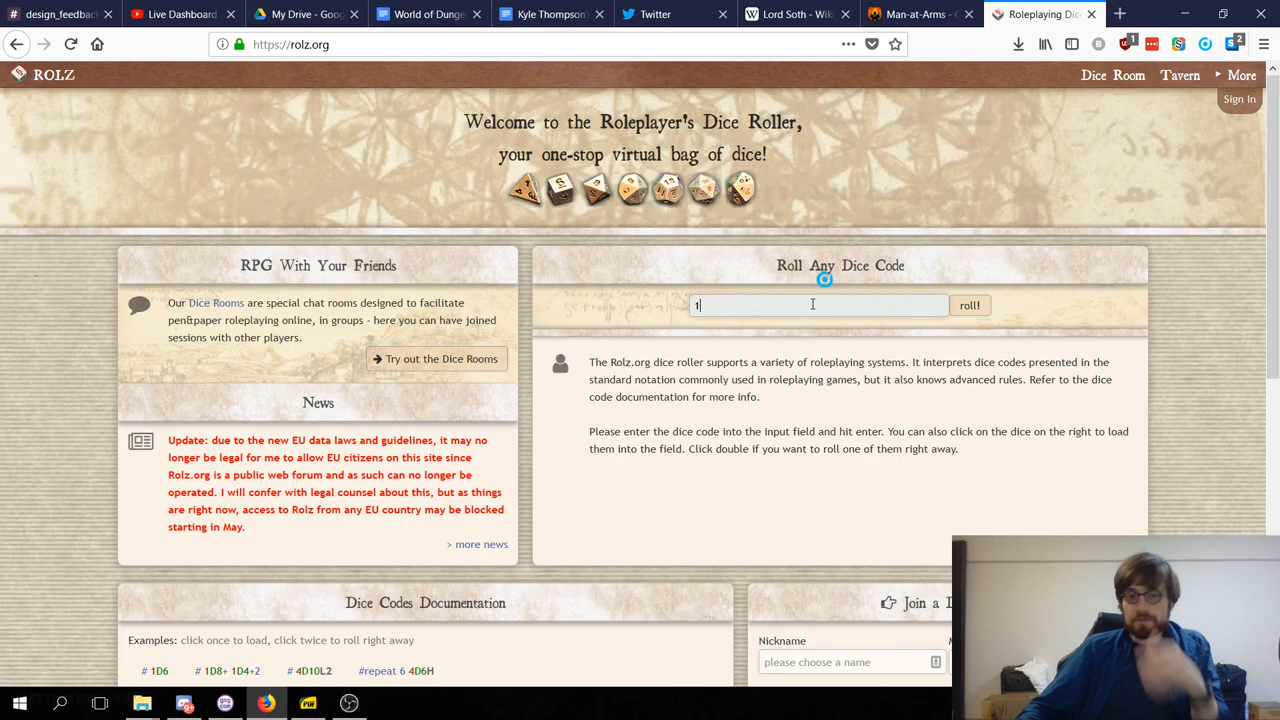 design_feedback
Live Dashboard
My Drive - Goog
World of Dunge
Kyle Thompson'
Twitter
Lord Soth - Wiki
Man-at-Arms -
Roleplaying Dic
https://rolz.org
1
2
ROLZ
Dice Room Tavern More
Sign In
Welcome to the Roleplayer's Dice Roller,
your one-stop virtual bag of dice!
RPG With Your Friends
Our Dice Rooms are special chat rooms designed to facilitate
pen&paper roleplaying online, in groups - here you can have joined
sessions with other players.
Try out the Dice Rooms
News
Update: due to the new EU data laws and guidelines, it may no
longer be legal for me to allow EU citizens on this site since
Rolz.org is a public web forum and as such can no longer be
operated. I will confer with legal counsel about this, but as things
are right now, access to Rolz from any EU country may be blocked
starting in May.
> more news
Roll Any Dice Code
1
roll!
The Rolz.org dice roller supports a variety of roleplaying systems. It interprets dice codes presented in the
standard notation commonly used in roleplaying games, but it also knows advanced rules. Refer to the dice
code documentation for more info.
Please enter the dice code into the input field and hit enter. You can also click on the dice on the right to load
them into the field. Click double if you want to roll one of them right away.
Dice Codes Documentation
Examples: click once to load, click twice to roll right away
# 1D6 # 1D8+ 1D4+2 # 4D10L2 #repeat 6 4D6H
Join a
Nickname
please choose a name
PDF